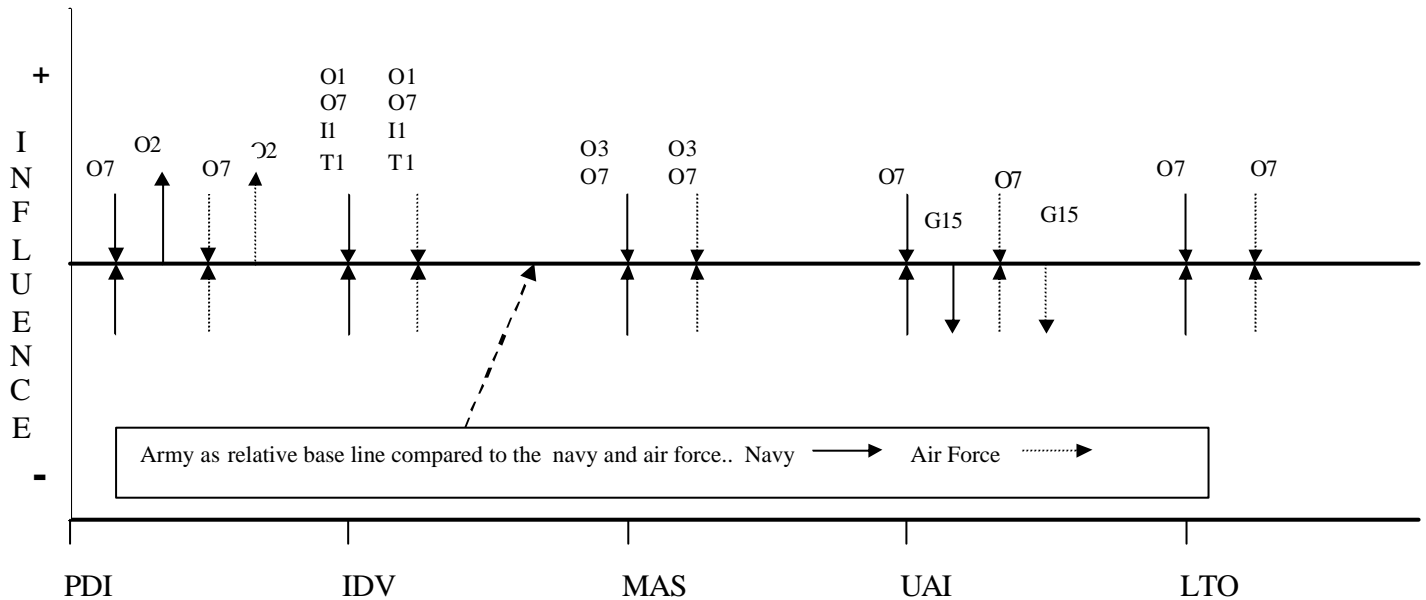 +
INFLUENCE
-
O7
O2
O7
O2
O1
O7
I1
T1
O1
O7
I1
T1
O3
O7
O3
O7
O7
G15
O7
G15
O7
O7
Army as relative base line compared to the navy and air force.. Navy Air Force
PDI IDV MAS UAI LTO